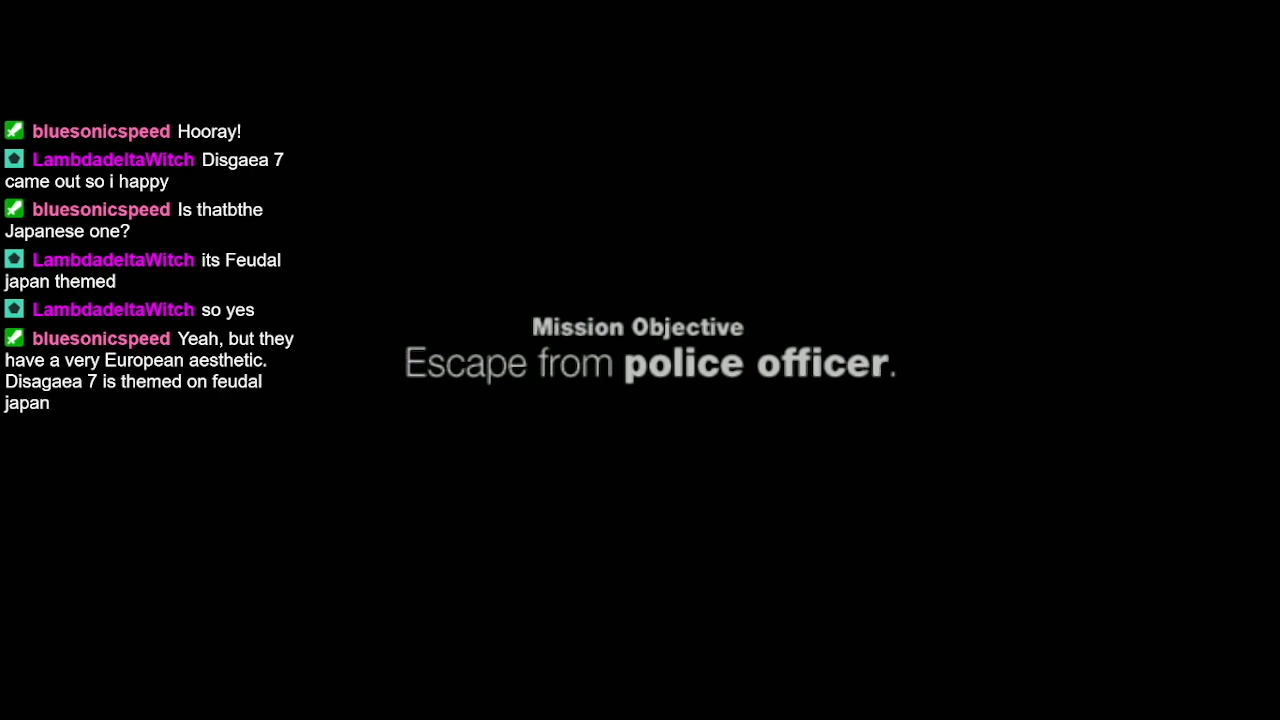 bluesonicspeed Hooray!
LambdadeltaWitch Disgaea 7
came out so i happy
bluesonicspeed Is thatbthe
Japanese one?
LambdadeltaWitch its Feudal
japan themed
LambdadeltaWitch so yes
bluesonicspeed Yeah, but they
have a very European aesthetic.
Disagaea 7 is themed on feudal
japan
Mission Objective
Escape from police officer.